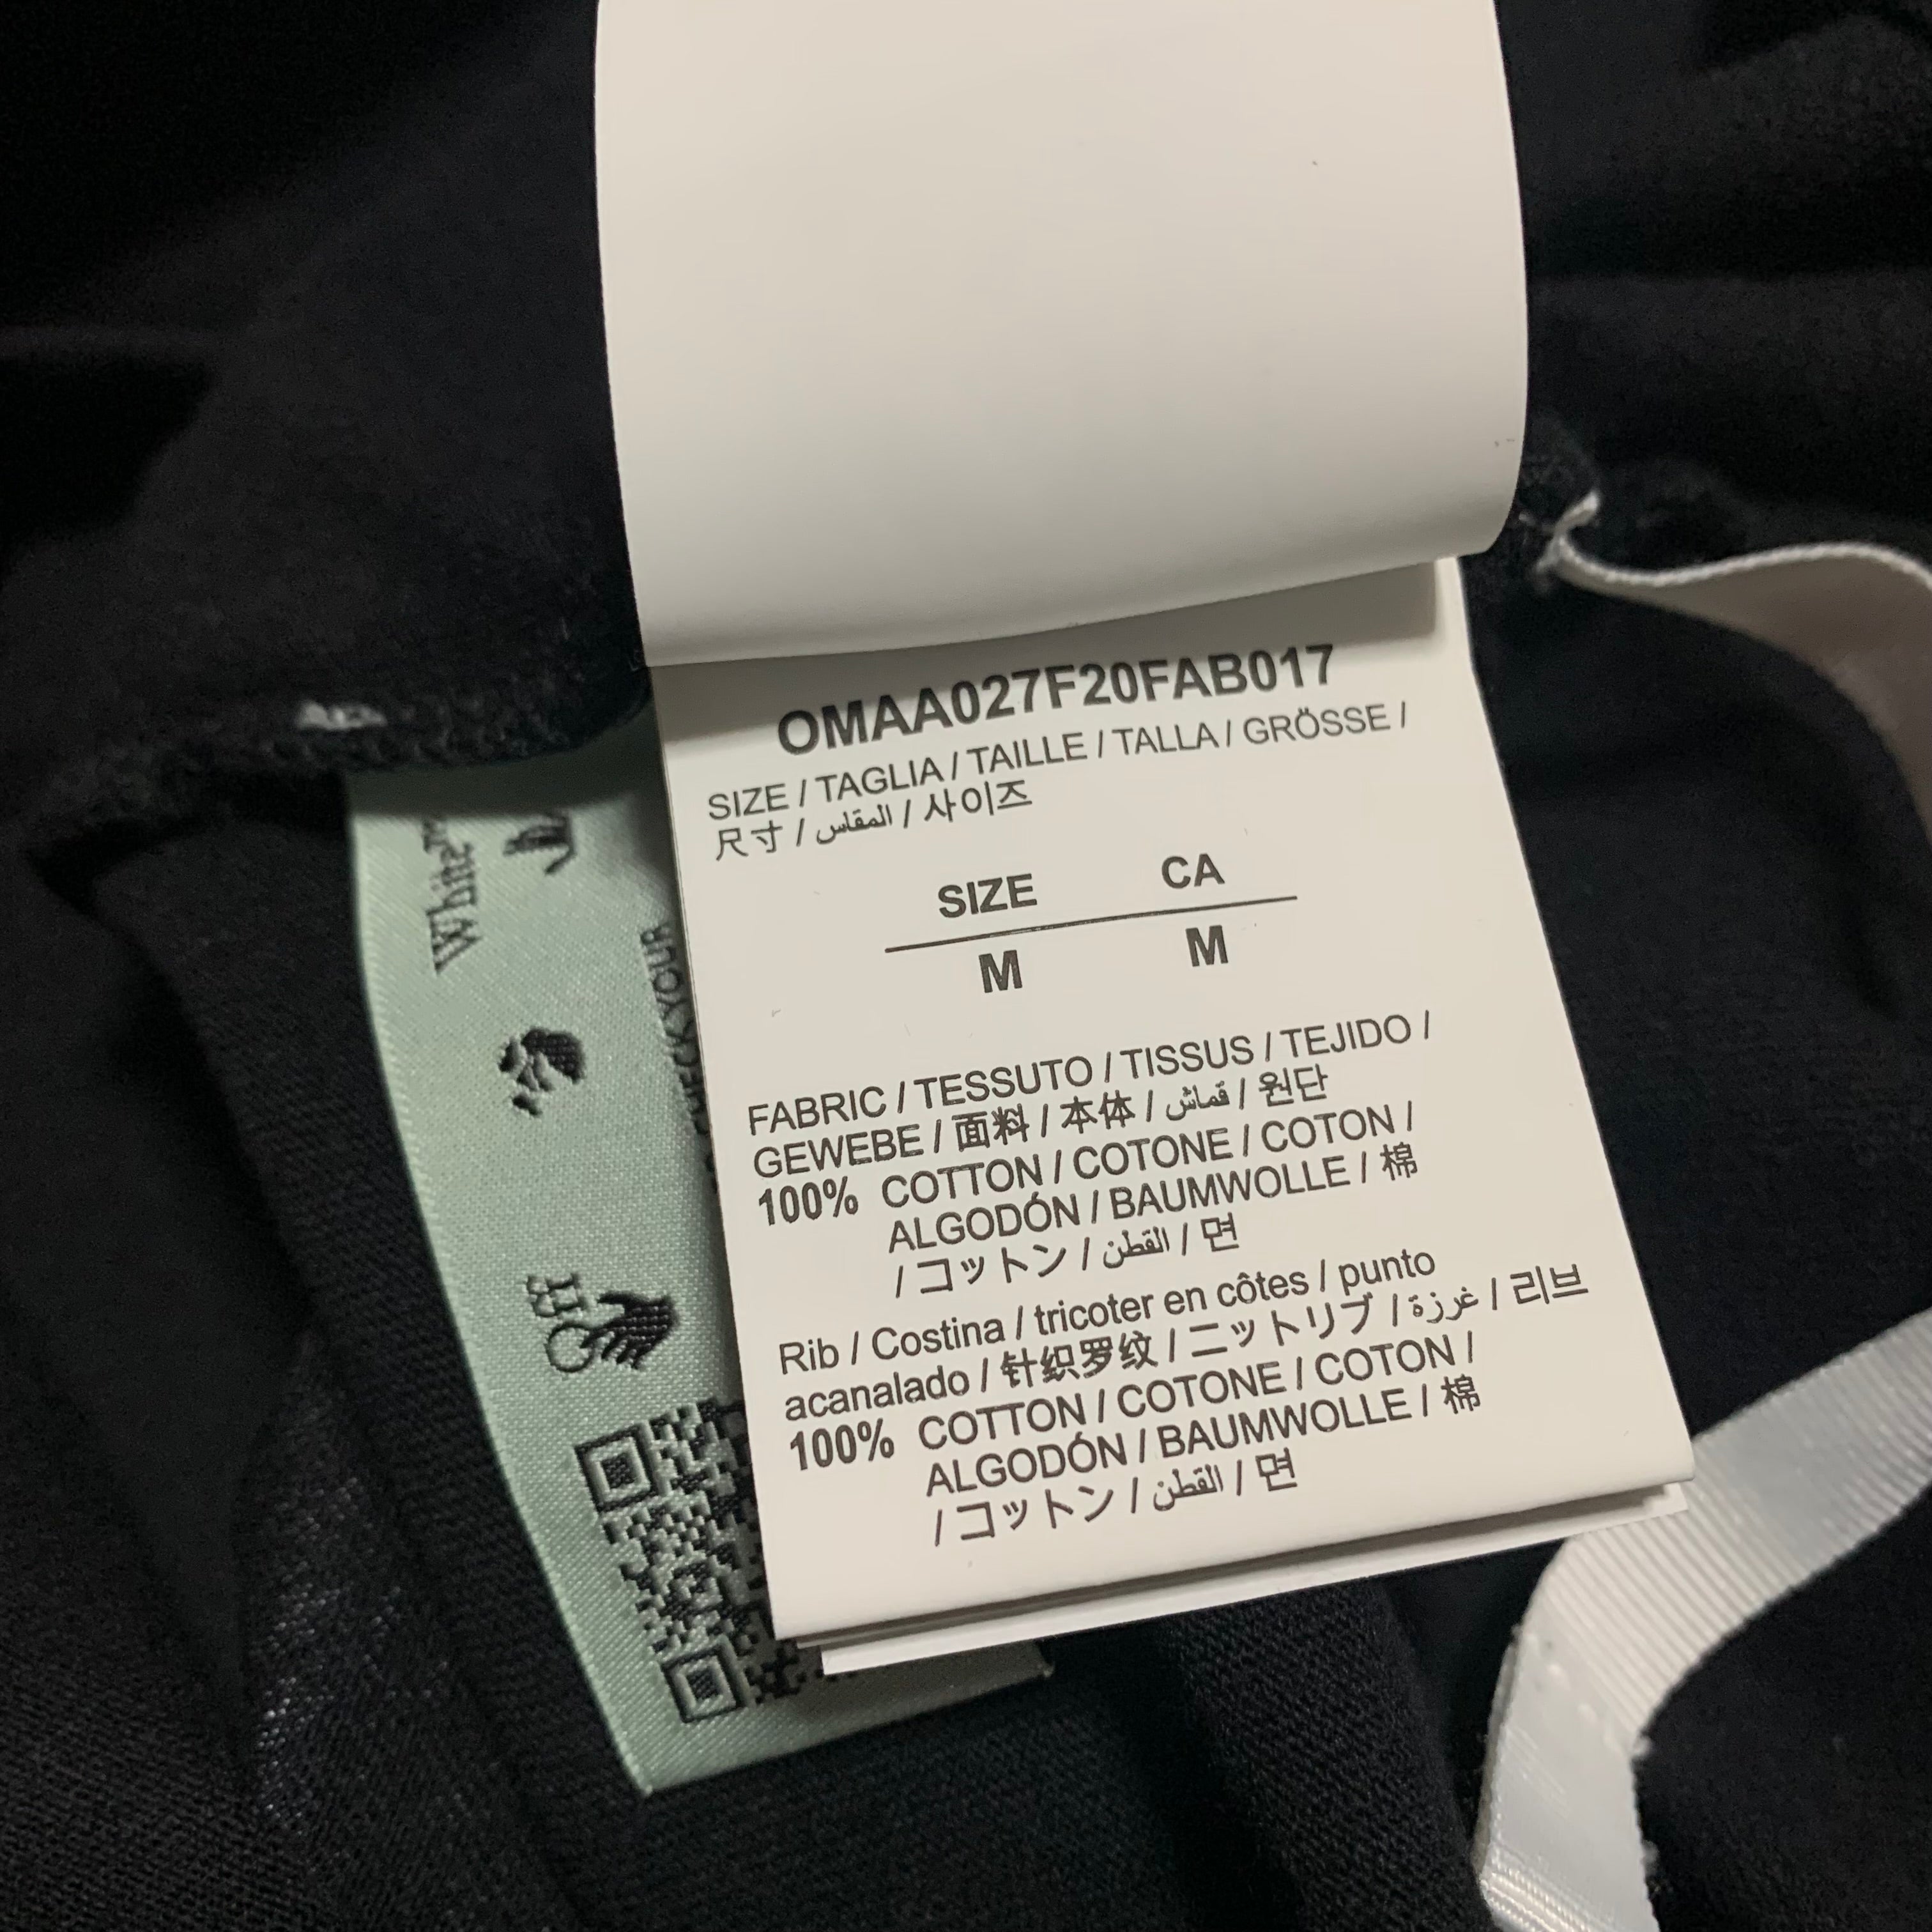 OMAA027F20FAB017
SIZE / TAGLIA / TAILLE / TALLA / GRÖSSE /
尺寸 / المقاس / 사이즈
SIZE CA
M M
FABRIC / TESSUTO / TISSUS / TEJIDO /
GEWEBE / 面料 / 本体 / قماش / 원단
100% COTTON / COTONE / COTON /
ALGODÓN / BAUMWOLLE / 棉
/ コットン / القطن / 면
Rib / Costina / tricoter en côtes / punto
acanalado / 针织罗纹 / ニットリブ / غرزة / 리브
100% COTTON / COTONE / COTON /
ALGODÓN / BAUMWOLLE / 棉
/ コットン / القطن / 면
White™
Off
YOUR